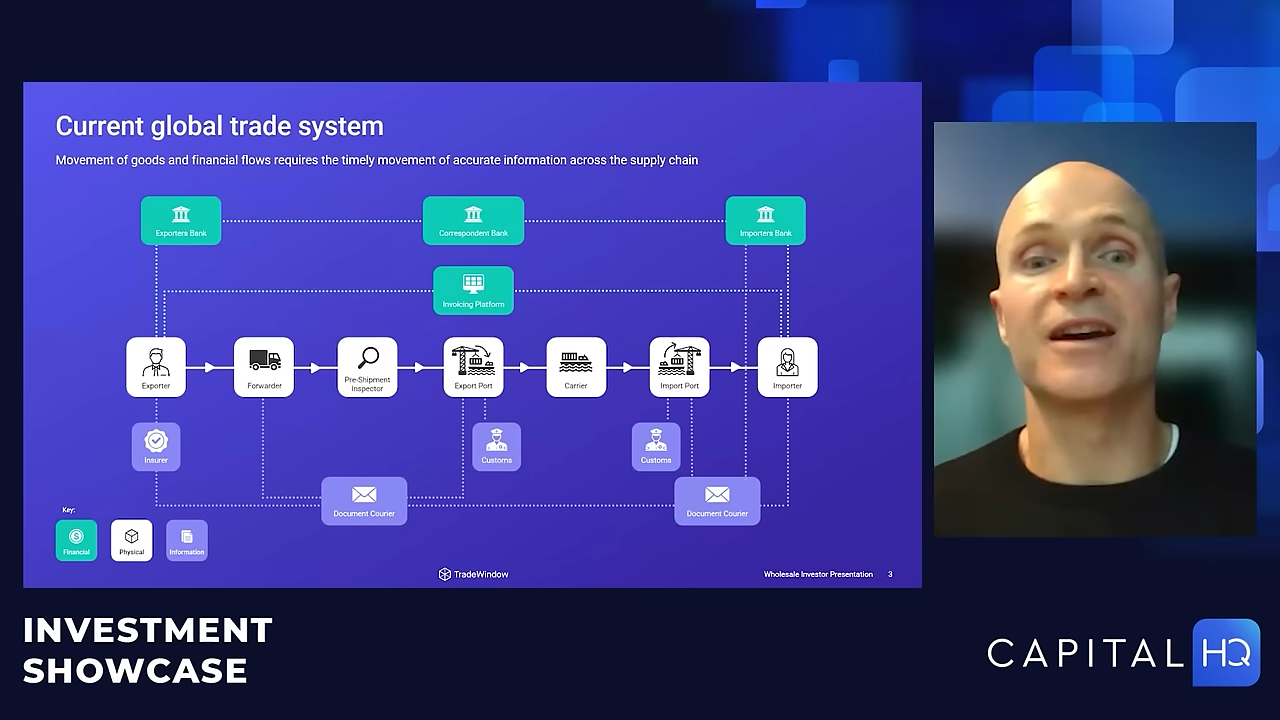 Current global trade system
Movement of goods and financial flows requires the timely movement of accurate information across the supply chain
Exporters Bank
Correspondent Bank
Importers Bank
Invoicing Platform
Exporter
Forwarder
Pre-Shipment
Inspector
Export Port
Carrier
Import Port
Importer
Insurer
Customs
Customs
Document Courier
Document Courier
Key:
Financial
Physical
Information
TradeWindow
Wholesale Investor Presentation 3
INVESTMENT
SHOWCASE
CAPITAL HQ